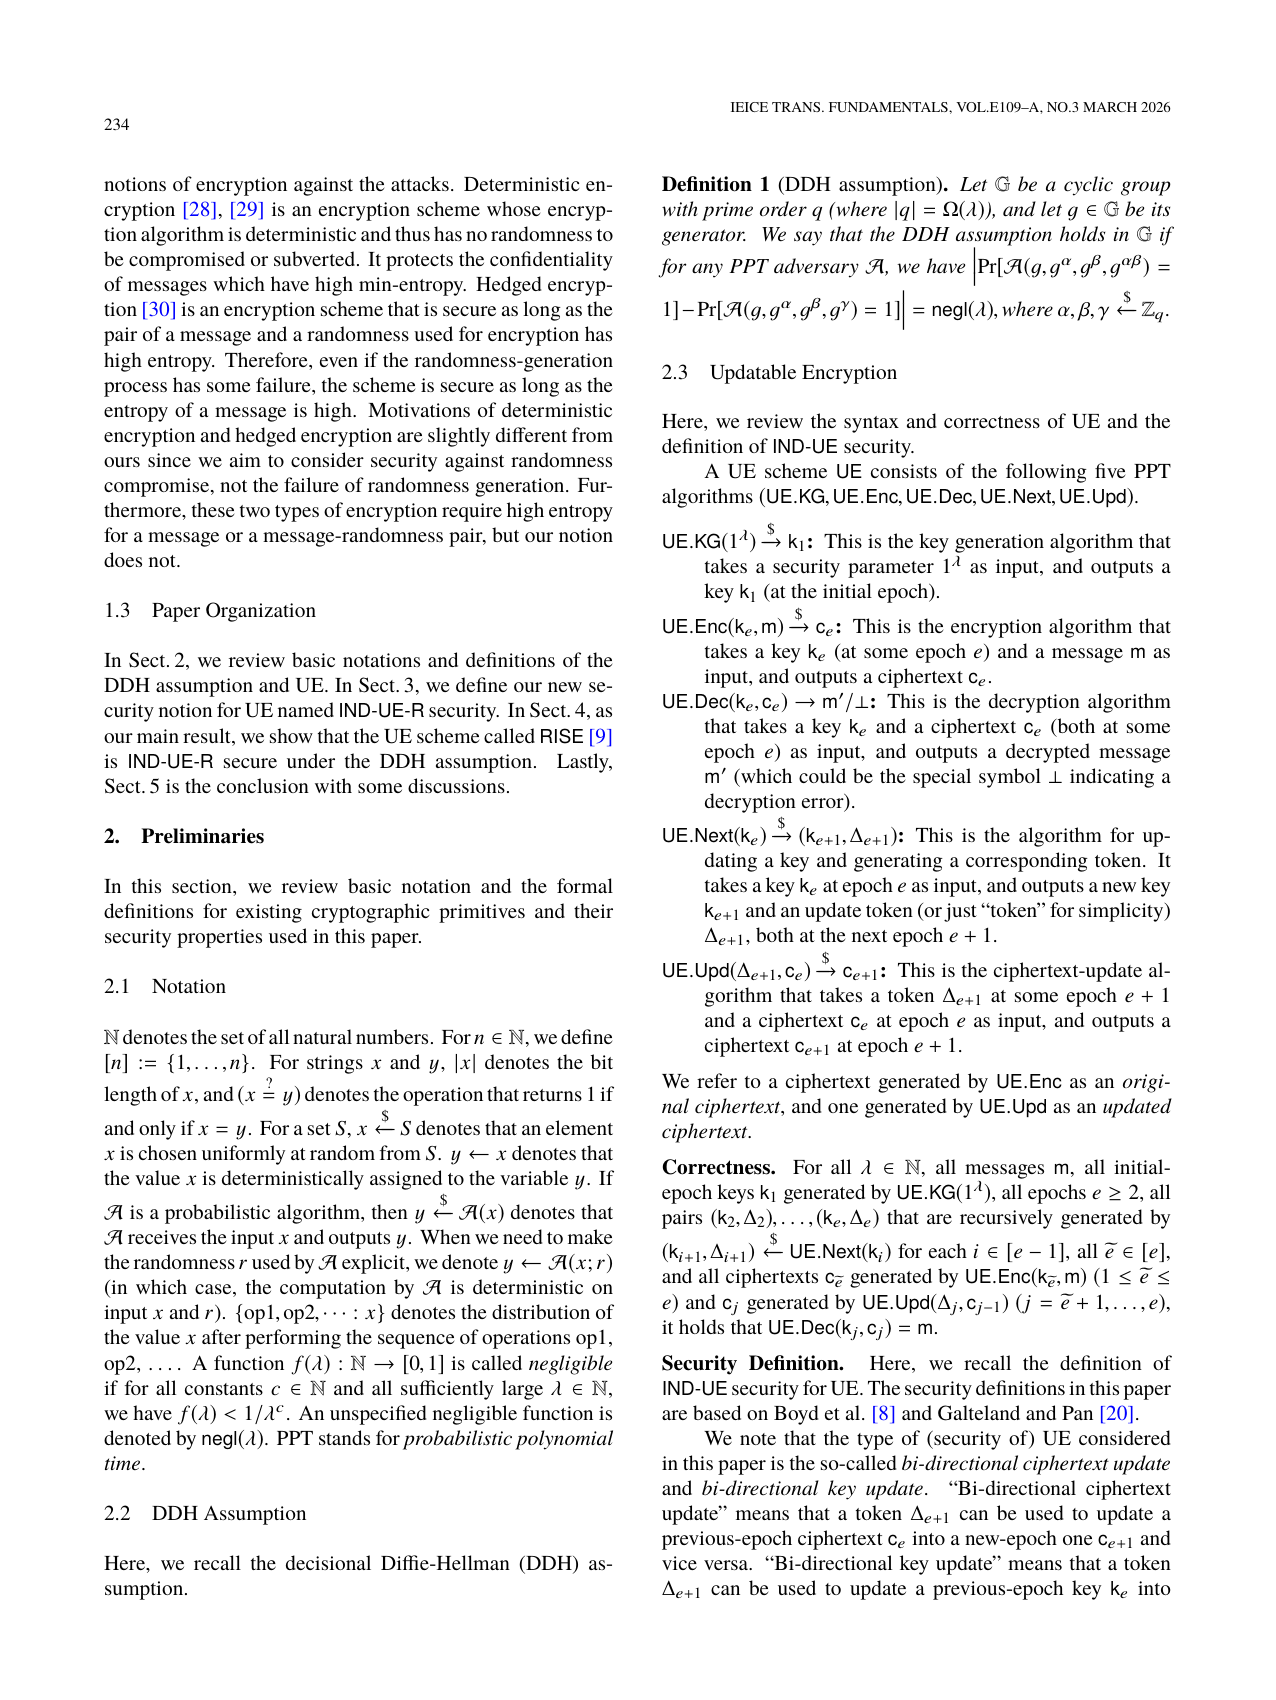 IEICE TRANS. FUNDAMENTALS, VOL.E109–A, NO.3 MARCH 2026
234
notions of encryption against the attacks. Deterministic en-
cryption [28], [29] is an encryption scheme whose encryp-
tion algorithm is deterministic and thus has no randomness to
be compromised or subverted. It protects the confidentiality
of messages which have high min-entropy. Hedged encryp-
tion [30] is an encryption scheme that is secure as long as the
pair of a message and a randomness used for encryption has
high entropy. Therefore, even if the randomness-generation
process has some failure, the scheme is secure as long as the
entropy of a message is high. Motivations of deterministic
encryption and hedged encryption are slightly different from
ours since we aim to consider security against randomness
compromise, not the failure of randomness generation. Fur-
thermore, these two types of encryption require high entropy
for a message or a message-randomness pair, but our notion
does not.
1.3 Paper Organization
In Sect. 2, we review basic notations and definitions of the
DDH assumption and UE. In Sect. 3, we define our new se-
curity notion for UE named IND-UE-R security. In Sect. 4, as
our main result, we show that the UE scheme called RISE [9]
is IND-UE-R secure under the DDH assumption. Lastly,
Sect. 5 is the conclusion with some discussions.
2. Preliminaries
In this section, we review basic notation and the formal
definitions for existing cryptographic primitives and their
security properties used in this paper.
2.1 Notation
ℕ denotes the set of all natural numbers. For n ∈ ℕ, we define
[n] := {1, . . . , n}. For strings x and y, |x| denotes the bit
length of x, and (x ≟ y) denotes the operation that returns 1 if
and only if x = y. For a set S, x ←$ S denotes that an element
x is chosen uniformly at random from S. y ← x denotes that
the value x is deterministically assigned to the variable y. If
𝒜 is a probabilistic algorithm, then y ←$ 𝒜(x) denotes that
𝒜 receives the input x and outputs y. When we need to make
the randomness r used by 𝒜 explicit, we denote y ← 𝒜(x; r)
(in which case, the computation by 𝒜 is deterministic on
input x and r). {op1, op2, · · · : x} denotes the distribution of
the value x after performing the sequence of operations op1,
op2, . . . . A function f(λ) : ℕ → [0, 1] is called negligible
if for all constants c ∈ ℕ and all sufficiently large λ ∈ ℕ,
we have f(λ) < 1/λ^c. An unspecified negligible function is
denoted by negl(λ). PPT stands for probabilistic polynomial
time.
2.2 DDH Assumption
Here, we recall the decisional Diffie-Hellman (DDH) as-
sumption.
Definition 1 (DDH assumption). Let 𝔾 be a cyclic group
with prime order q (where |q| = Ω(λ)), and let g ∈ 𝔾 be its
generator. We say that the DDH assumption holds in 𝔾 if
for any PPT adversary 𝒜, we have |Pr[𝒜(g, g^α, g^β, g^αβ) =
1] − Pr[𝒜(g, g^α, g^β, g^γ) = 1]| = negl(λ), where α, β, γ ←$ ℤ_q.
2.3 Updatable Encryption
Here, we review the syntax and correctness of UE and the
definition of IND-UE security.
A UE scheme UE consists of the following five PPT
algorithms (UE.KG, UE.Enc, UE.Dec, UE.Next, UE.Upd).
UE.KG(1^λ) →$ k_1: This is the key generation algorithm that
takes a security parameter 1^λ as input, and outputs a
key k_1 (at the initial epoch).
UE.Enc(k_e, m) →$ c_e: This is the encryption algorithm that
takes a key k_e (at some epoch e) and a message m as
input, and outputs a ciphertext c_e.
UE.Dec(k_e, c_e) → m′/⊥: This is the decryption algorithm
that takes a key k_e and a ciphertext c_e (both at some
epoch e) as input, and outputs a decrypted message
m′ (which could be the special symbol ⊥ indicating a
decryption error).
UE.Next(k_e) →$ (k_{e+1}, Δ_{e+1}): This is the algorithm for up-
dating a key and generating a corresponding token. It
takes a key k_e at epoch e as input, and outputs a new key
k_{e+1} and an update token (or just “token” for simplicity)
Δ_{e+1}, both at the next epoch e + 1.
UE.Upd(Δ_{e+1}, c_e) →$ c_{e+1}: This is the ciphertext-update al-
gorithm that takes a token Δ_{e+1} at some epoch e + 1
and a ciphertext c_e at epoch e as input, and outputs a
ciphertext c_{e+1} at epoch e + 1.
We refer to a ciphertext generated by UE.Enc as an origi-
nal ciphertext, and one generated by UE.Upd as an updated
ciphertext.
Correctness. For all λ ∈ ℕ, all messages m, all initial-
epoch keys k_1 generated by UE.KG(1^λ), all epochs e ≥ 2, all
pairs (k_2, Δ_2), . . . , (k_e, Δ_e) that are recursively generated by
(k_{i+1}, Δ_{i+1}) ←$ UE.Next(k_i) for each i ∈ [e − 1], all ẽ ∈ [e],
and all ciphertexts c_ẽ generated by UE.Enc(k_ẽ, m) (1 ≤ ẽ ≤
e) and c_j generated by UE.Upd(Δ_j, c_{j−1}) (j = ẽ + 1, . . . , e),
it holds that UE.Dec(k_j, c_j) = m.
Security Definition. Here, we recall the definition of
IND-UE security for UE. The security definitions in this paper
are based on Boyd et al. [8] and Galteland and Pan [20].
We note that the type of (security of) UE considered
in this paper is the so-called bi-directional ciphertext update
and bi-directional key update. “Bi-directional ciphertext
update” means that a token Δ_{e+1} can be used to update a
previous-epoch ciphertext c_e into a new-epoch one c_{e+1} and
vice versa. “Bi-directional key update” means that a token
Δ_{e+1} can be used to update a previous-epoch key k_e into